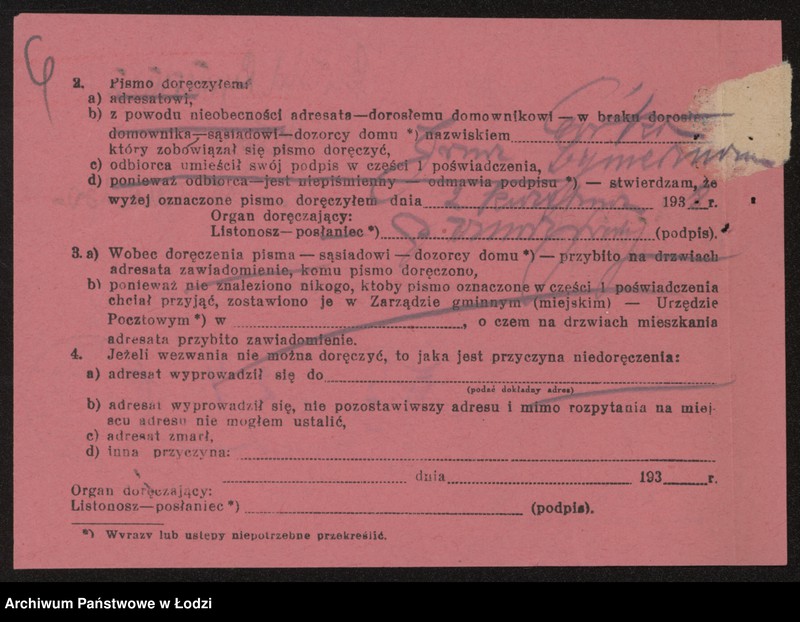 6
2. Pismo doręczyłem:
a) adresatowi,
b) z powodu nieobecności adresata—dorosłemu domownikowi — w braku dorosłego
domownika—sąsiadowi—dozorcy domu *) nazwiskiem
który zobowiązał się pismo doręczyć,
c) odbiorca umieścił swój podpis w części 1 poświadczenia,
d) ponieważ odbiorca—jest niepiśmienny — odmawia podpisu *) — stwierdzam, że
wyżej oznaczone pismo doręczyłem dnia 193 r.
Organ doręczający:
Listonosz—posłaniec *) (podpis).
3. a) Wobec doręczenia pisma — sąsiadowi — dozorcy domu *) — przybito na drzwiach
adresata zawiadomienie, komu pismo doręczono,
b) ponieważ nie znaleziono nikogo, ktoby pismo oznaczone w części 1 poświadczenia
chciał przyjąć, zostawiono je w Zarządzie gminnym (miejskim) — Urzędzie
Pocztowym *) w , o czem na drzwiach mieszkania
adresata przybito zawiadomienie.
4. Jeżeli wezwania nie można doręczyć, to jaka jest przyczyna niedoręczenia:
a) adresat wyprowadził się do
(podać dokładny adres)
b) adresat wyprowadził się, nie pozostawiwszy adresu i mimo rozpytania na miej-
scu adresu nie mogłem ustalić,
c) adresat zmarł,
d) inna przyczyna:
dnia 193 r.
Organ doręczający:
Listonosz—posłaniec *) (podpis).
*) Wyrazy lub ustępy niepotrzebne przekreślić.
Archiwum Państwowe w Łodzi